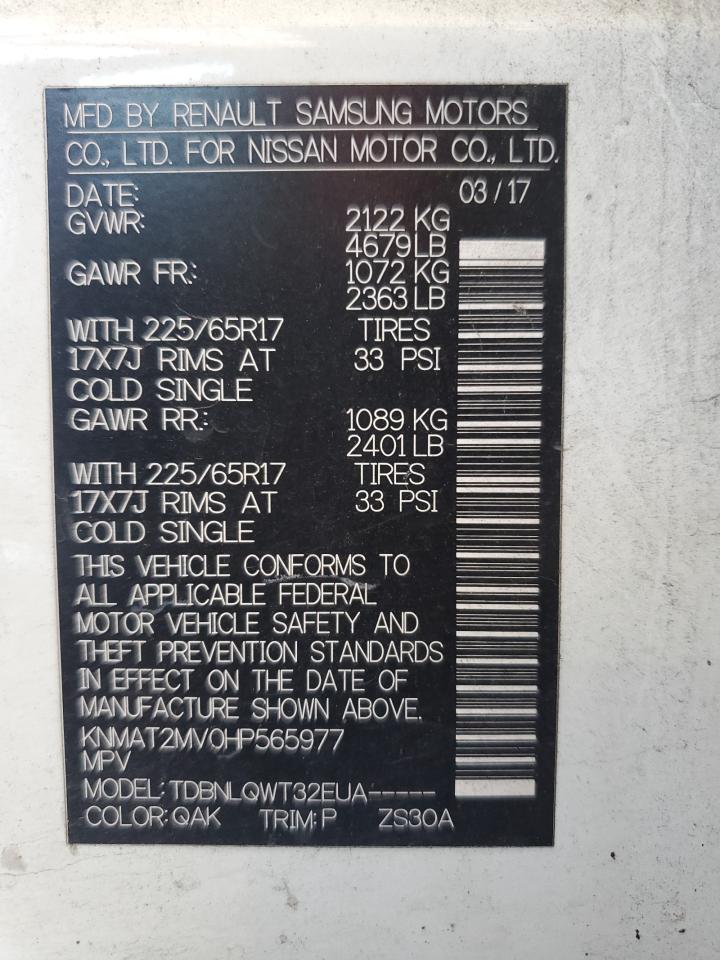 MFD BY RENAULT SAMSUNG MOTORS
CO., LTD. FOR NISSAN MOTOR CO., LTD.
DATE: 03 / 17
GVWR: 2122 KG
4679 LB
GAWR FR.: 1072 KG
2363 LB
WITH 225/65R17 TIRES
17X7J RIMS AT 33 PSI
COLD SINGLE
GAWR RR.: 1089 KG
2401 LB
WITH 225/65R17 TIRES
17X7J RIMS AT 33 PSI
COLD SINGLE
THIS VEHICLE CONFORMS TO
ALL APPLICABLE FEDERAL
MOTOR VEHICLE SAFETY AND
THEFT PREVENTION STANDARDS
IN EFFECT ON THE DATE OF
MANUFACTURE SHOWN ABOVE.
KNMAT2MV0HP565977
MPV
MODEL: TDBNLQWT32EUA-----
COLOR: QAK TRIM: P ZS30A